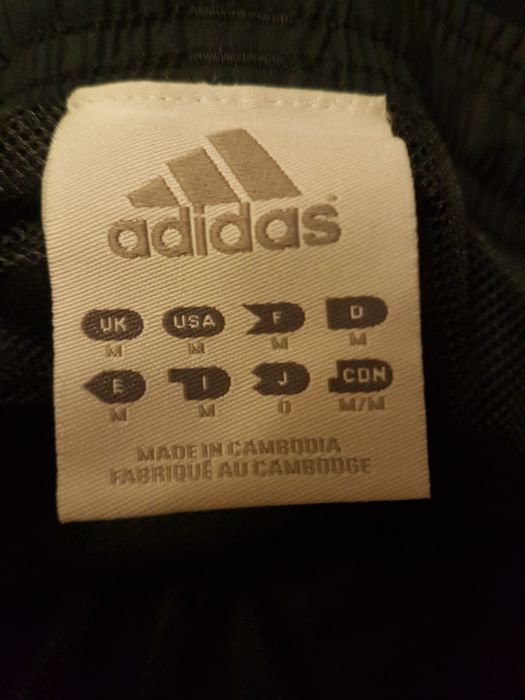 adidas
UK USA F D
M M M M
E I J CDN
M M O M/M
MADE IN CAMBODIA
FABRIQUÉ AU CAMBODGE